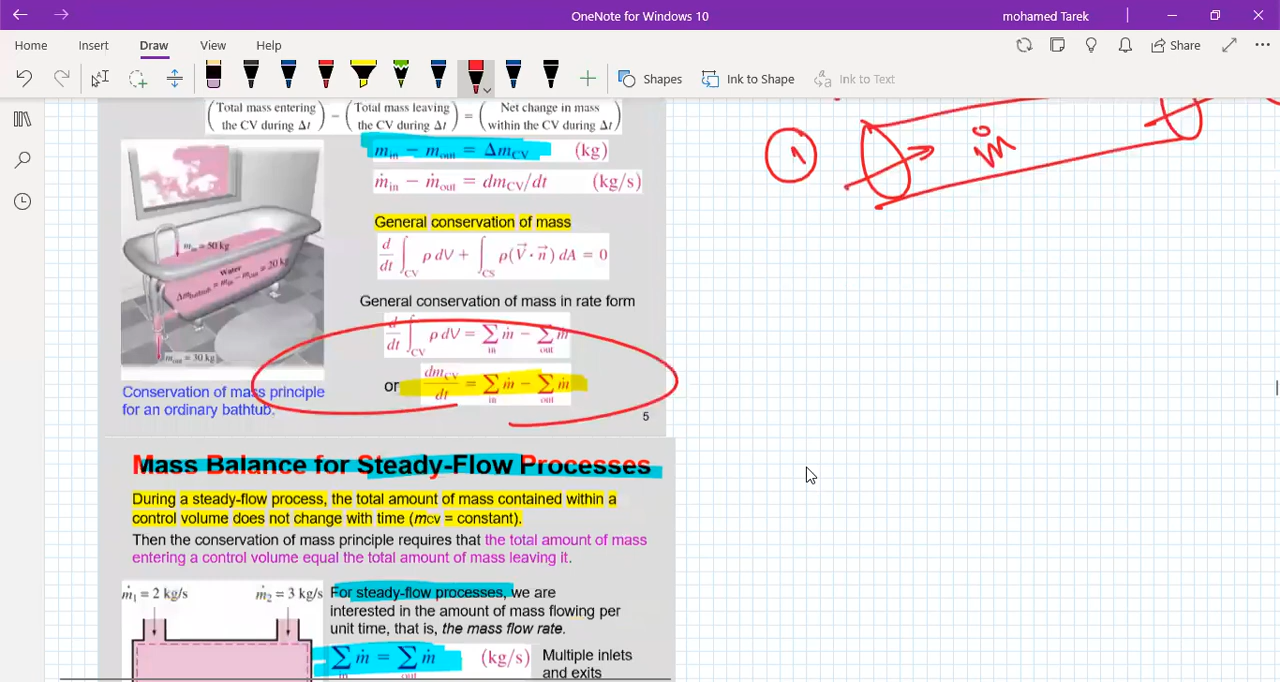 OneNote for Windows 10
mohamed Tarek
Home Insert Draw View Help
Share
Shapes
Ink to Shape
Ink to Text
(Total mass entering the CV during Δt) − (Total mass leaving the CV during Δt) = (Net change in mass within the CV during Δt)
m_in − m_out = Δm_CV (kg)
ṁ_in − ṁ_out = dm_CV/dt (kg/s)
General conservation of mass
d/dt ∫_CV ρ dV + ∫_CS ρ(V⃗ · n⃗) dA = 0
General conservation of mass in rate form
d/dt ∫_CV ρ dV = Σ_in ṁ − Σ_out ṁ
or dm_CV/dt = Σ_in ṁ − Σ_out ṁ
5
m_in = 50 kg
Water
Δm_bathtub = m_in − m_out = 20 kg
m_out = 30 kg
Conservation of mass principle
for an ordinary bathtub.
Mass Balance for Steady-Flow Processes
During a steady-flow process, the total amount of mass contained within a
control volume does not change with time (mCV = constant).
Then the conservation of mass principle requires that the total amount of mass
entering a control volume equal the total amount of mass leaving it.
ṁ₁ = 2 kg/s ṁ₂ = 3 kg/s
For steady-flow processes, we are
interested in the amount of mass flowing per
unit time, that is, the mass flow rate.
Σ_in ṁ = Σ_out ṁ (kg/s)
Multiple inlets
and exits
1
ṁ